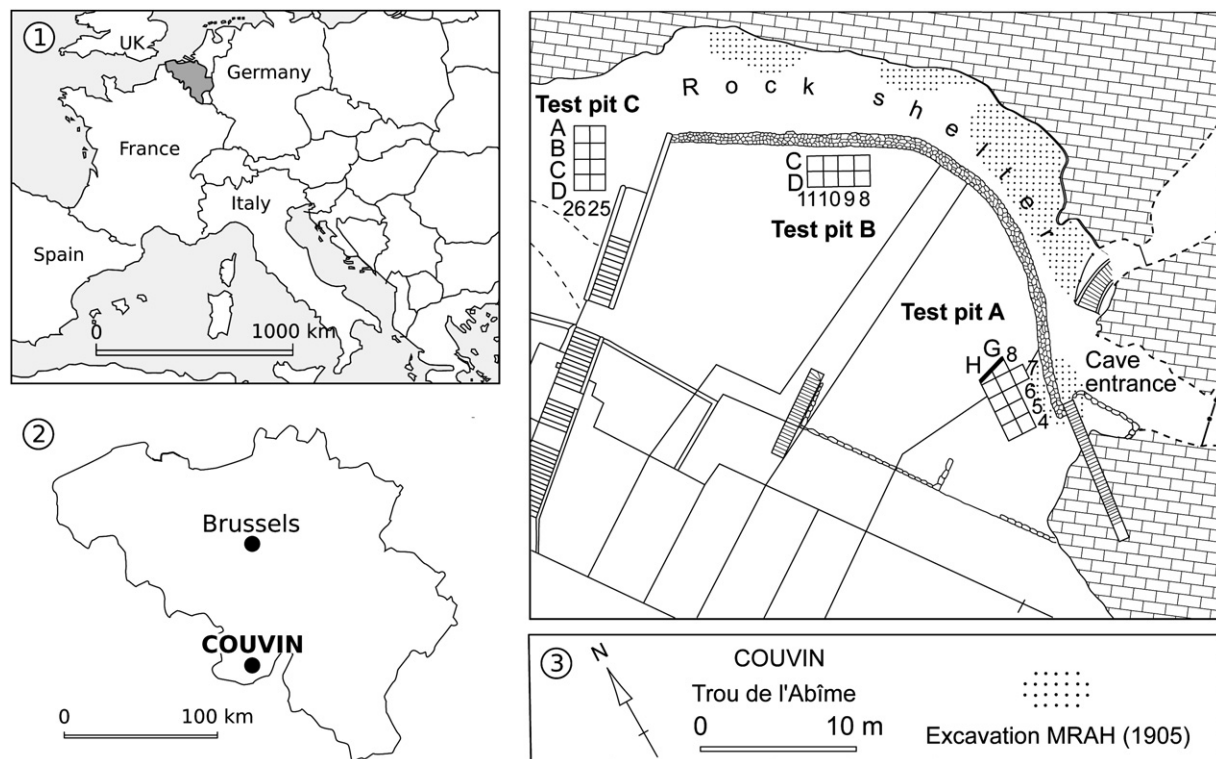 1
UK
Germany
France
Italy
Spain
0 1000 km
2
Brussels
COUVIN
0 100 km
Rock shelter
Test pit C
A
B
C
D
26 25
C
D
11 10 9 8
Test pit B
Test pit A
G
H
8
7
6
5
4
Cave
entrance
3
N
COUVIN
Trou de l'Abîme
0 10 m
Excavation MRAH (1905)